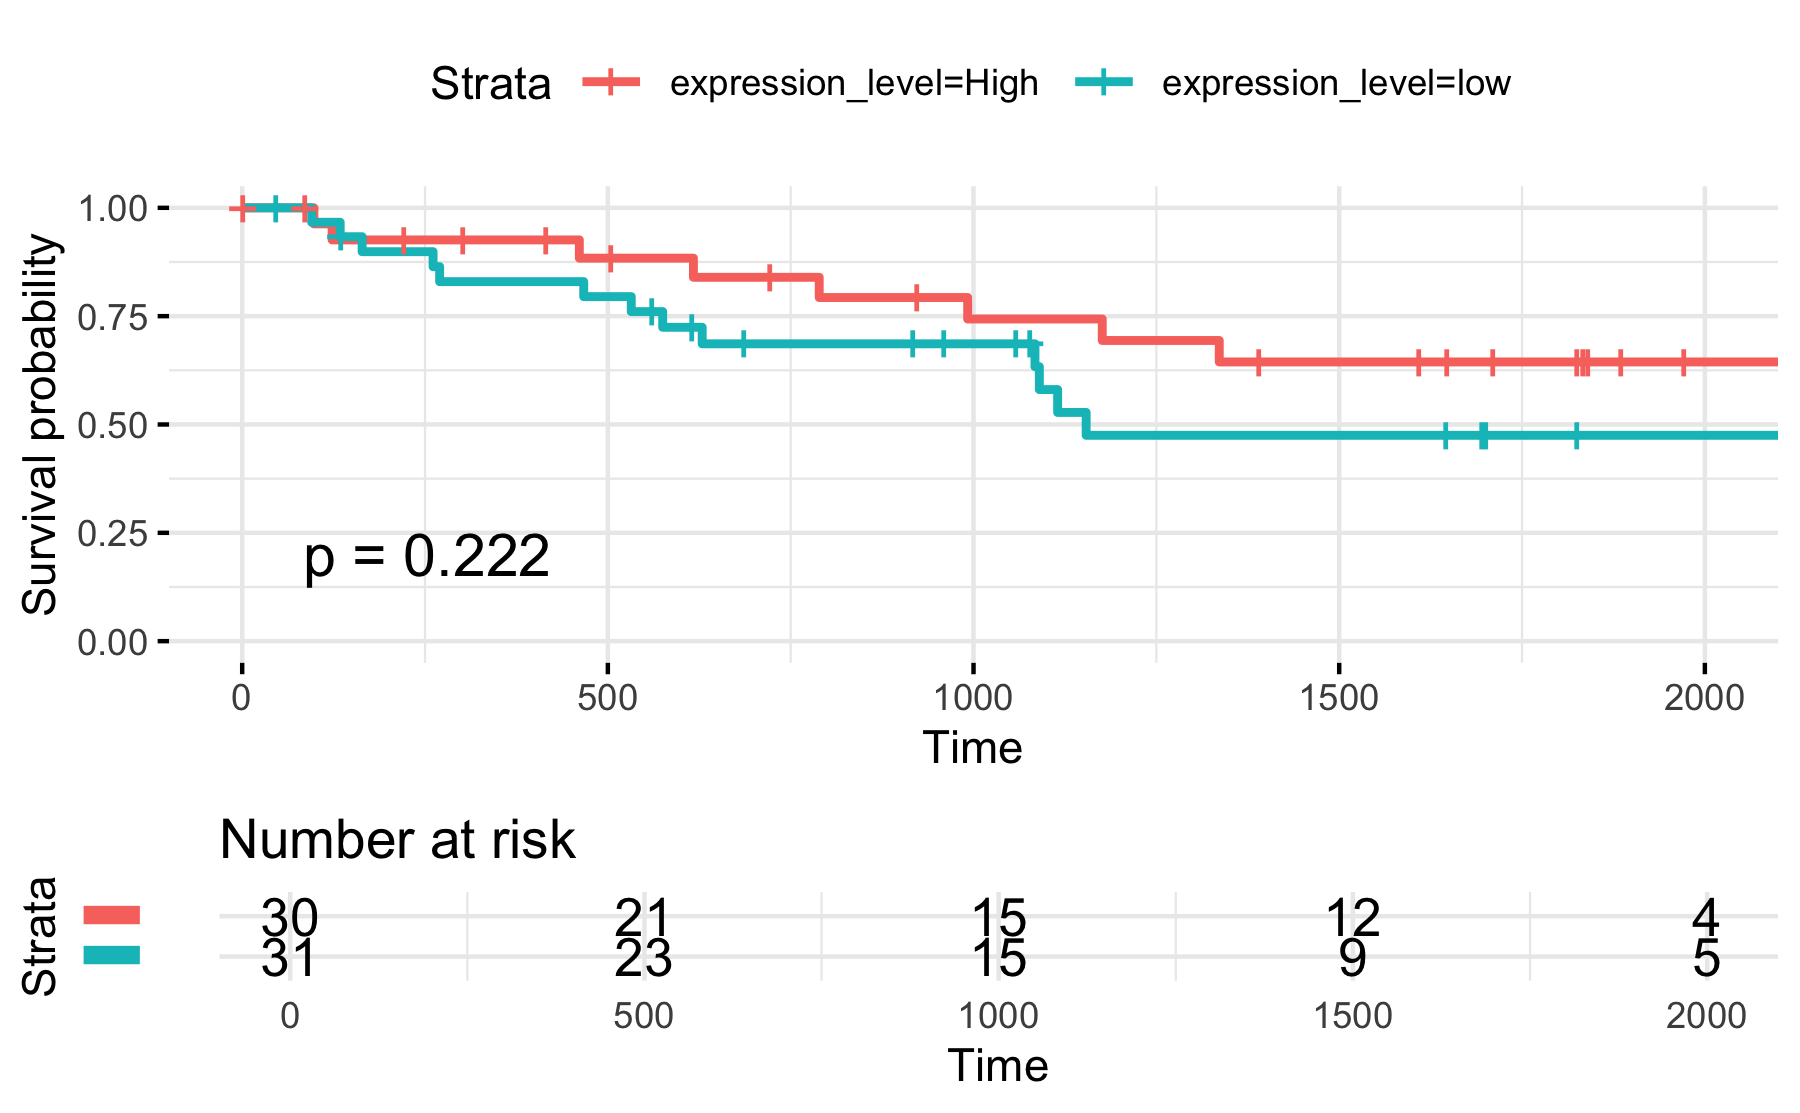 Strata expression_level=High expression_level=low
Survival probability
1.00
0.75
0.50
0.25
0.00
p = 0.222
0 500 1000 1500 2000
Time
Number at risk
Strata
30 21 15 12 4
31 23 15 9 5
0 500 1000 1500 2000
Time